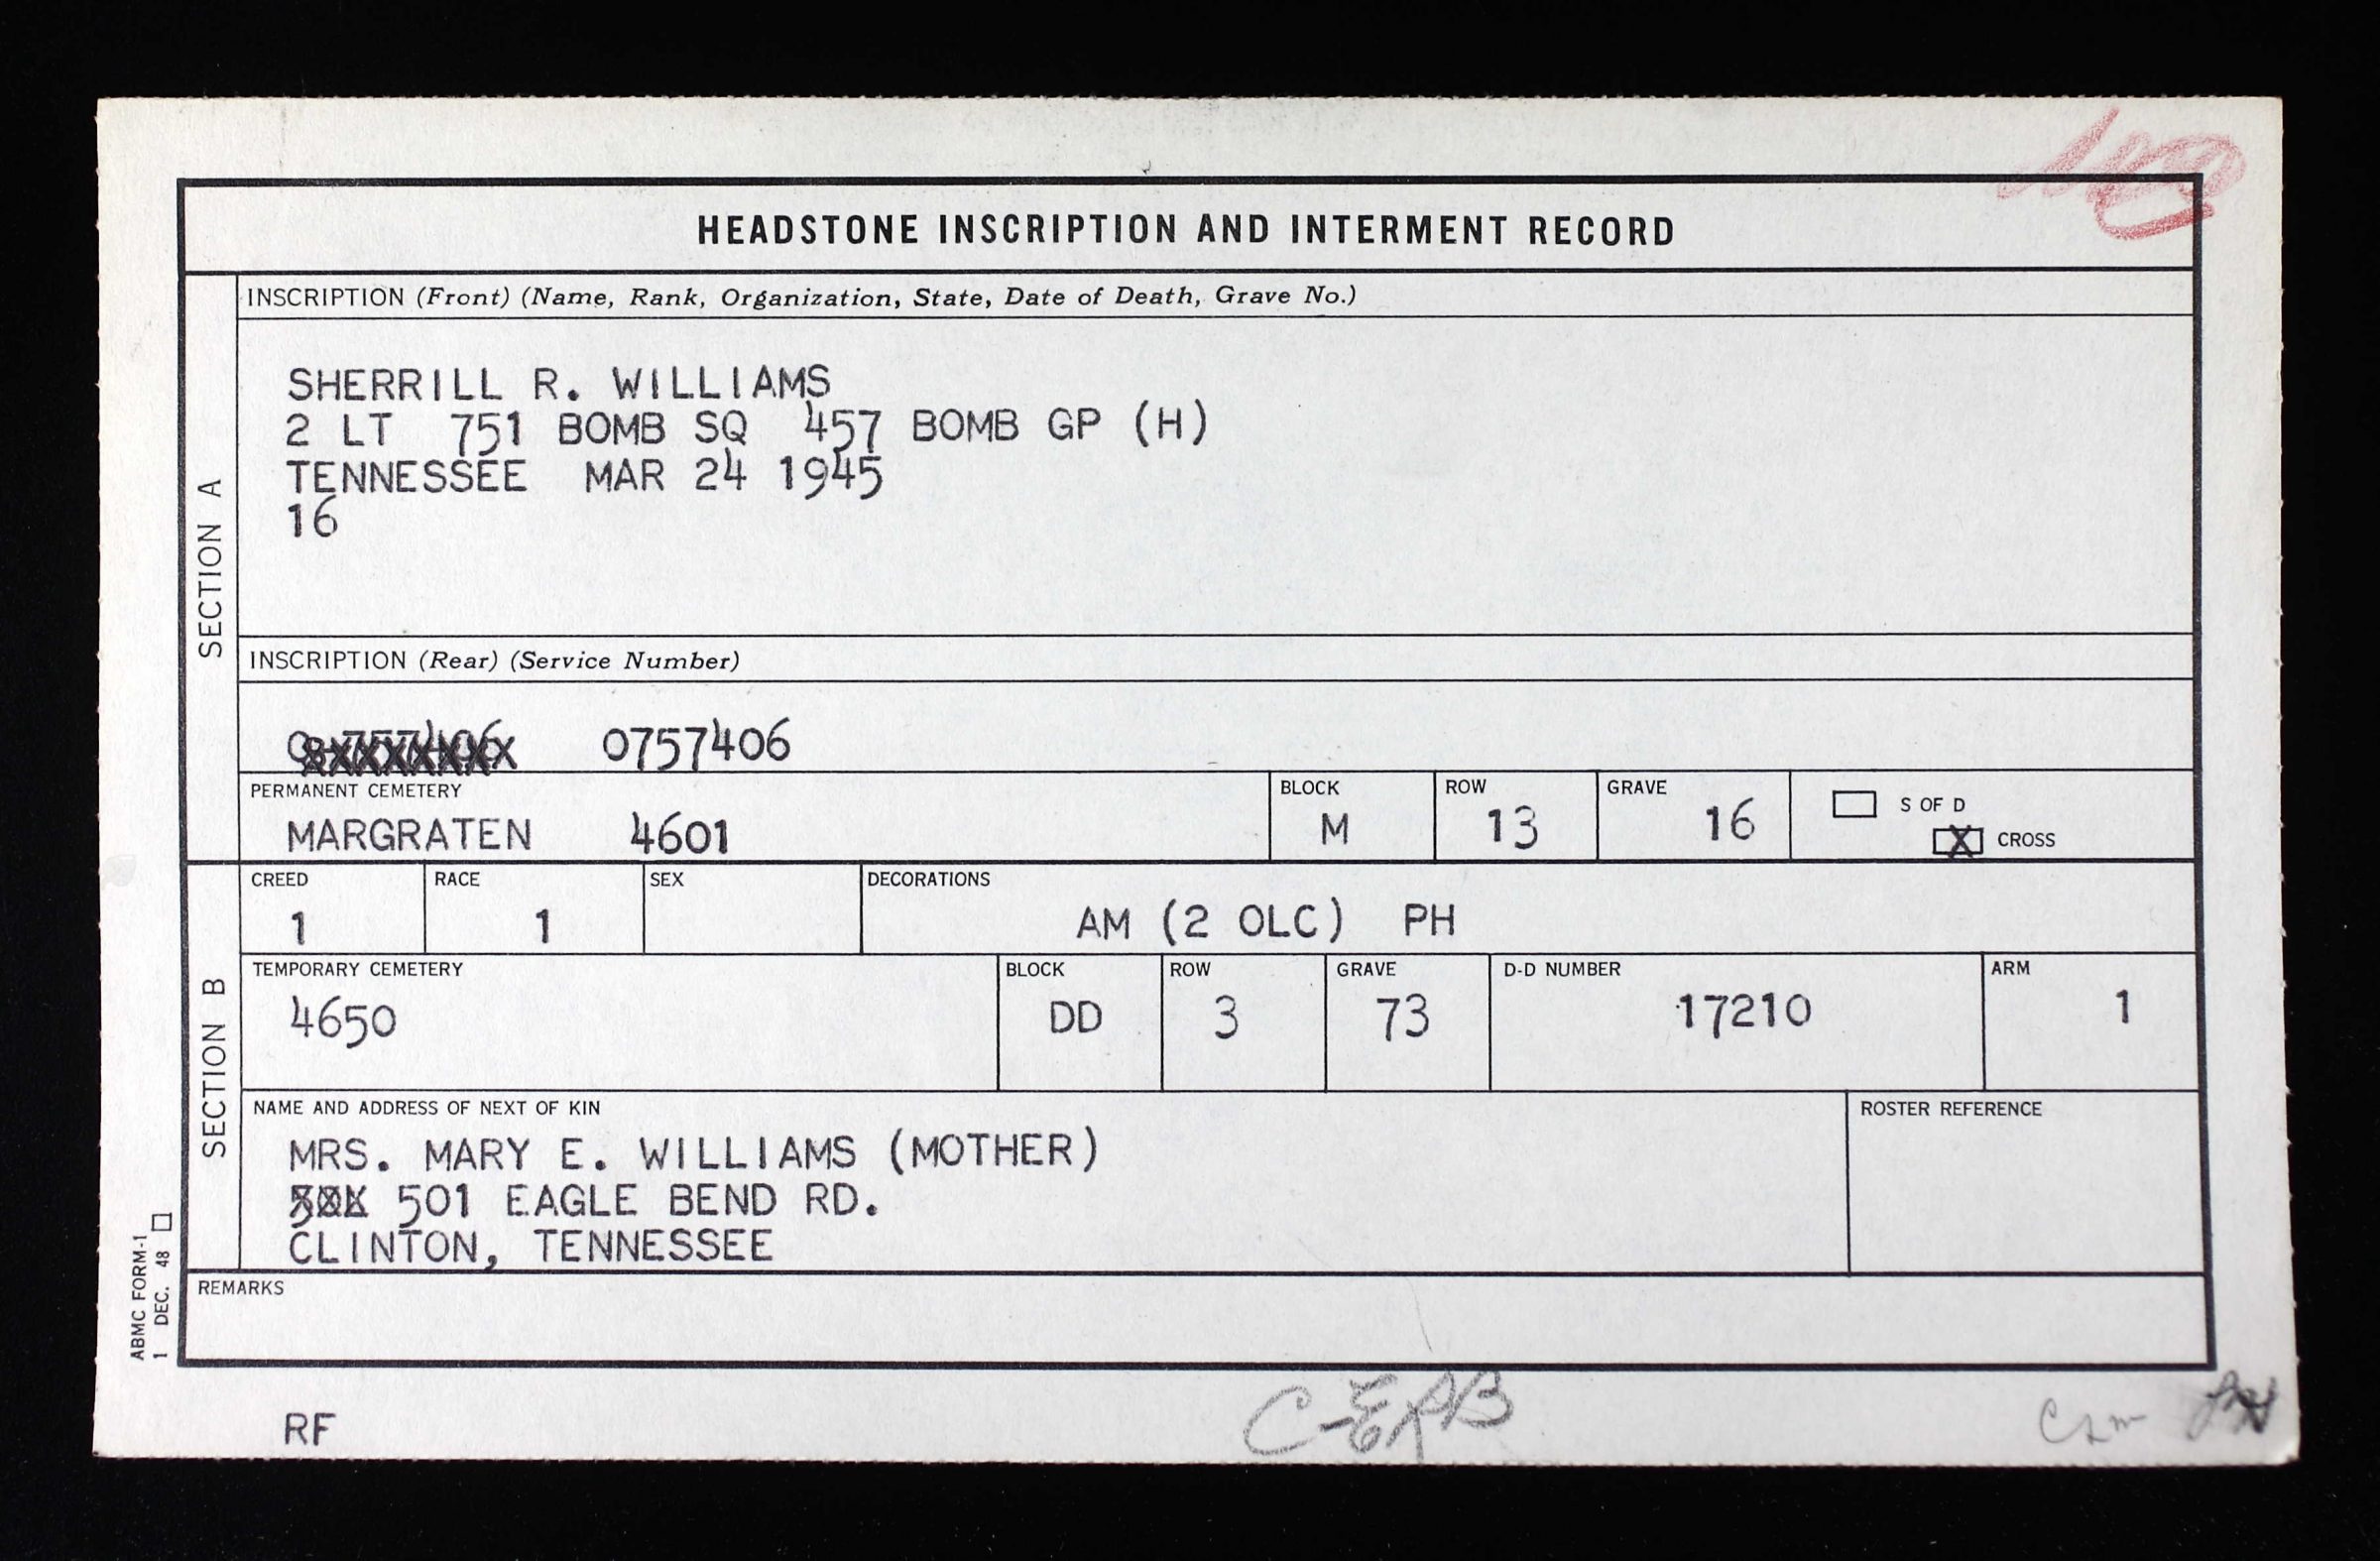 HEADSTONE INSCRIPTION AND INTERMENT RECORD
SECTION A
INSCRIPTION (Front) (Name, Rank, Organization, State, Date of Death, Grave No.)
SHERRILL R. WILLIAMS
2 LT 751 BOMB SQ 457 BOMB GP (H)
TENNESSEE MAR 24 1945
16
INSCRIPTION (Rear) (Service Number)
0757406
PERMANENT CEMETERY
MARGRATEN 4601
BLOCK
M
ROW
13
GRAVE
16
S OF D
X CROSS
SECTION B
CREED
1
RACE
1
SEX
DECORATIONS
AM (2 OLC) PH
TEMPORARY CEMETERY
4650
BLOCK
DD
ROW
3
GRAVE
73
D-D NUMBER
17210
ARM
1
NAME AND ADDRESS OF NEXT OF KIN
MRS. MARY E. WILLIAMS (MOTHER)
501 EAGLE BEND RD.
CLINTON, TENNESSEE
ROSTER REFERENCE
REMARKS
ABMC FORM-1
1 DEC. 48
RF